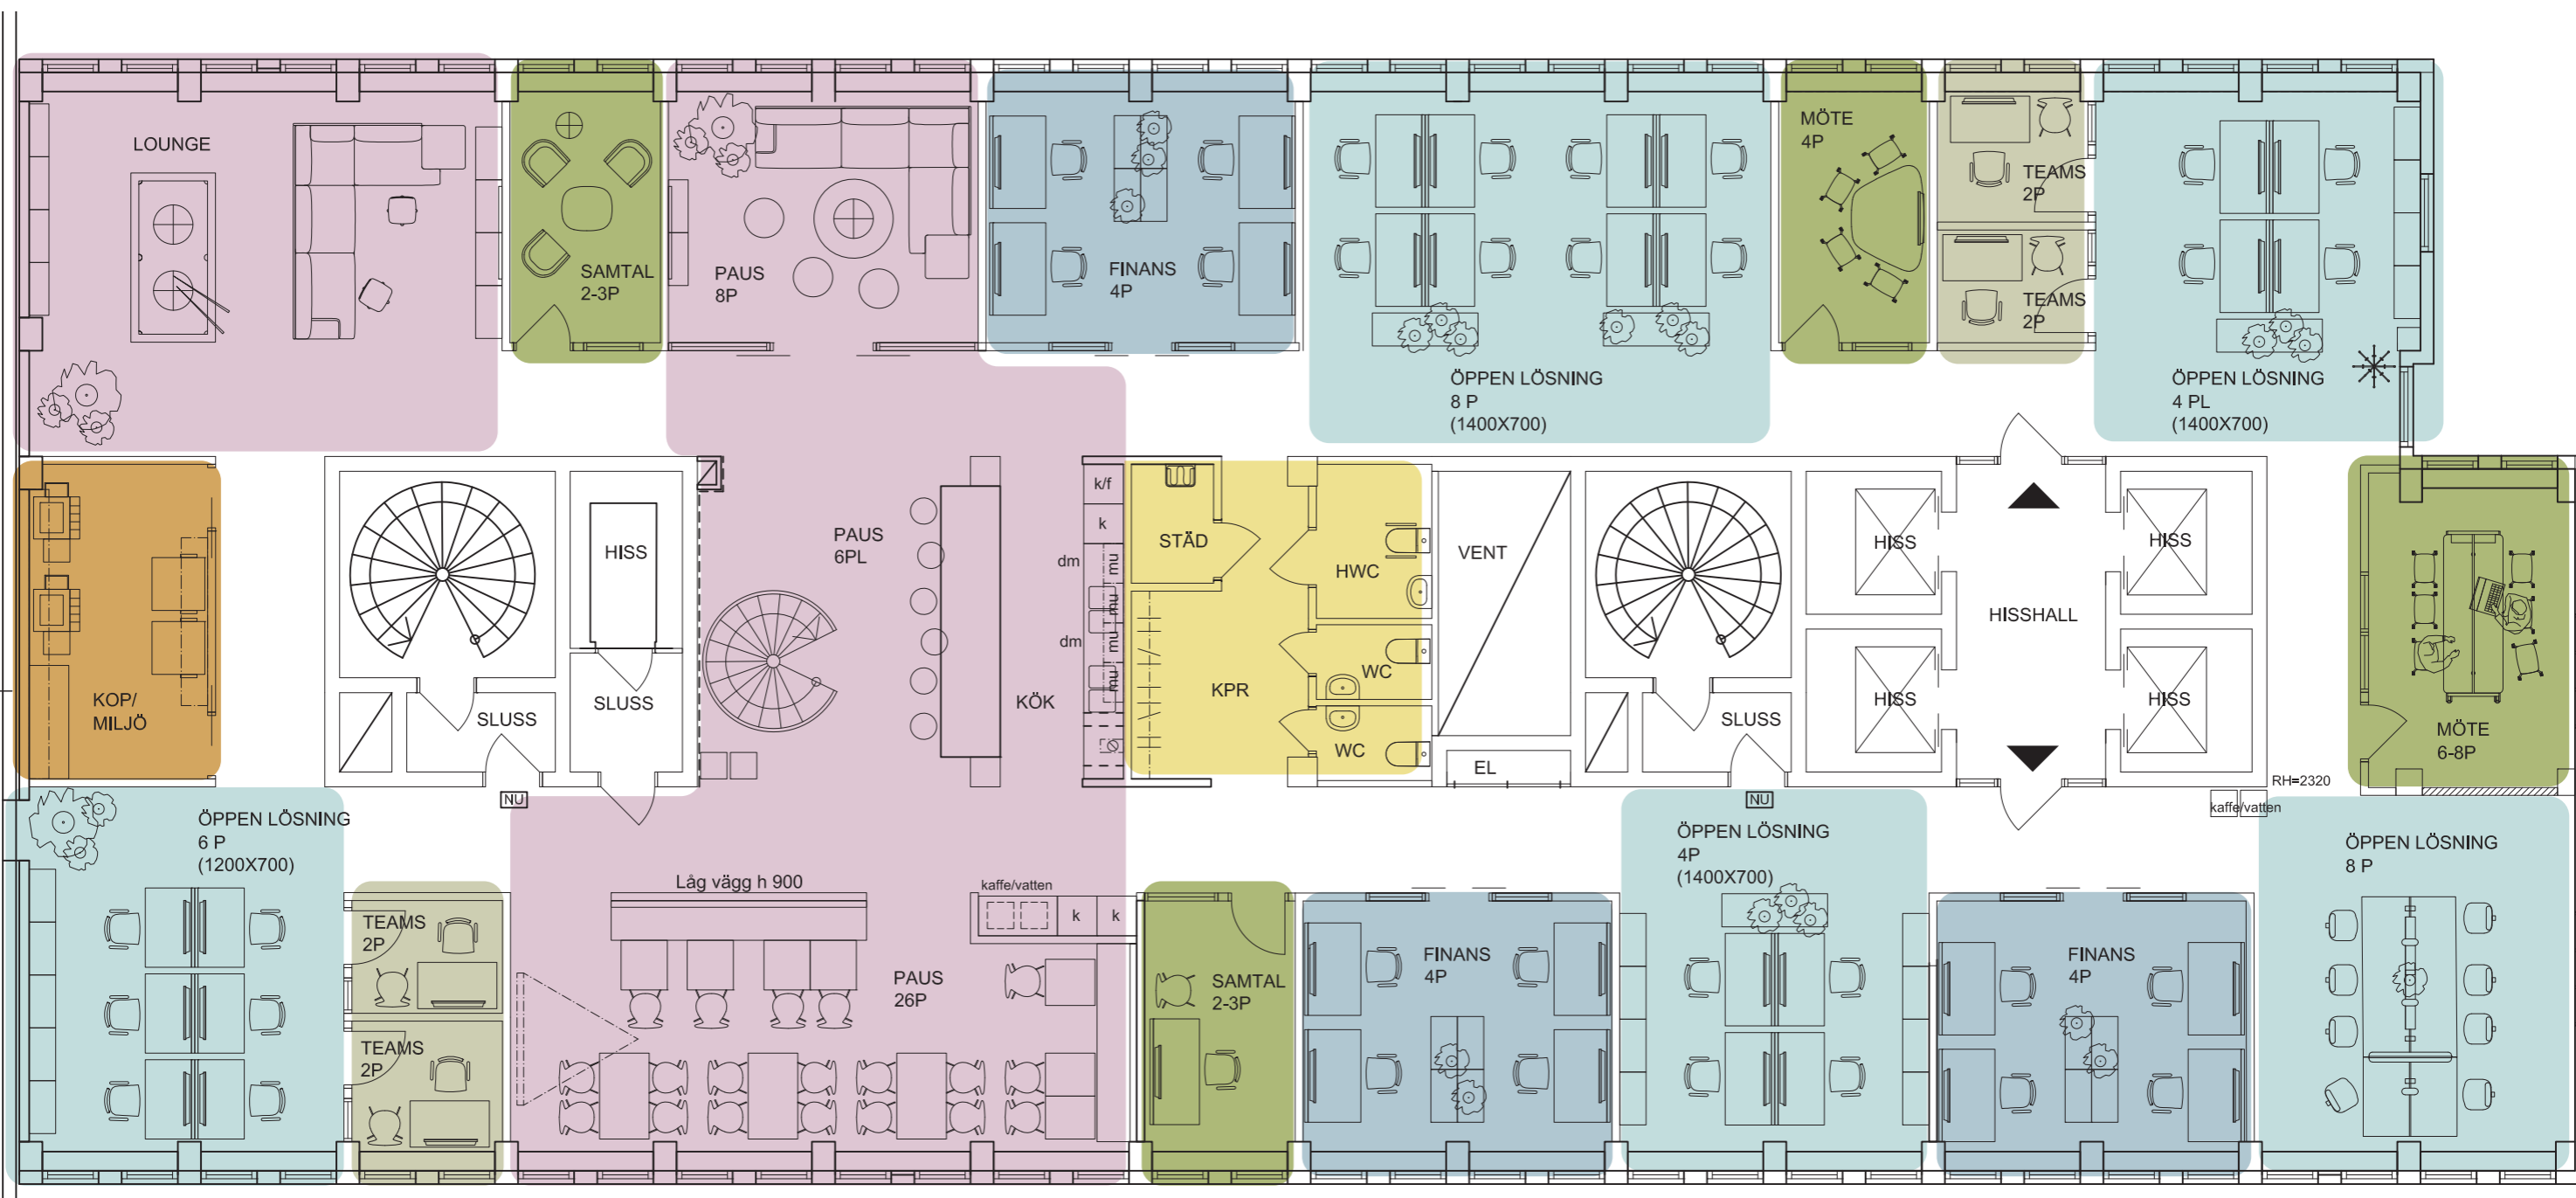 LOUNGE
SAMTAL
2-3P
PAUS
8P
FINANS
4P
ÖPPEN LÖSNING
8 P
(1400X700)
MÖTE
4P
TEAMS
2P
TEAMS
2P
ÖPPEN LÖSNING
4 PL
(1400X700)
KOP/
MILJÖ
HISS
SLUSS
SLUSS
PAUS
6PL
KÖK
k/f
k
dm
mu
mu
dm
mu
mu
STÄD
KPR
HWC
WC
WC
VENT
EL
SLUSS
HISS
HISS
HISSHALL
HISS
HISS
MÖTE
6-8P
RH=2320
kaffe/vatten
NU
NU
ÖPPEN LÖSNING
6 P
(1200X700)
TEAMS
2P
TEAMS
2P
Låg vägg h 900
PAUS
26P
kaffe/vatten
k
k
SAMTAL
2-3P
FINANS
4P
ÖPPEN LÖSNING
4P
(1400X700)
FINANS
4P
ÖPPEN LÖSNING
8 P